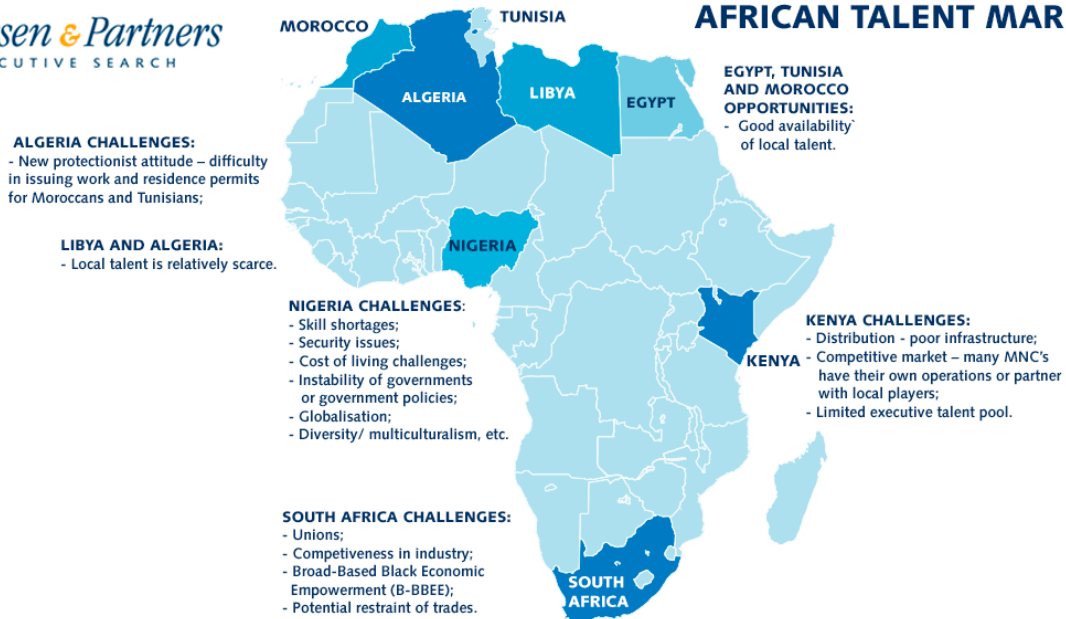 sen & Partners
CUTIVE SEARCH
AFRICAN TALENT MAR
MOROCCO
TUNISIA
ALGERIA
LIBYA
EGYPT
EGYPT, TUNISIA
AND MOROCCO
OPPORTUNITIES:
- Good availability`
of local talent.
ALGERIA CHALLENGES:
- New protectionist attitude – difficulty
in issuing work and residence permits
for Moroccans and Tunisians;
LIBYA AND ALGERIA:
- Local talent is relatively scarce.
NIGERIA
NIGERIA CHALLENGES:
- Skill shortages;
- Security issues;
- Cost of living challenges;
- Instability of governments
or government policies;
- Globalisation;
- Diversity/ multiculturalism, etc.
KENYA
KENYA CHALLENGES:
- Distribution - poor infrastructure;
- Competitive market – many MNC's
have their own operations or partner
with local players;
- Limited executive talent pool.
SOUTH AFRICA CHALLENGES:
- Unions;
- Competiveness in industry;
- Broad-Based Black Economic
Empowerment (B-BBEE);
- Potential restraint of trades.
SOUTH
AFRICA